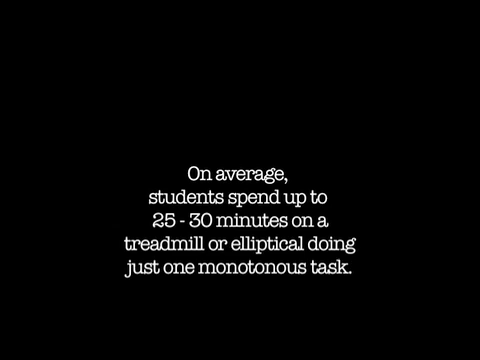 On average,
students spend up to
25 - 30 minutes on a
treadmill or elliptical doing
just one monotonous task.